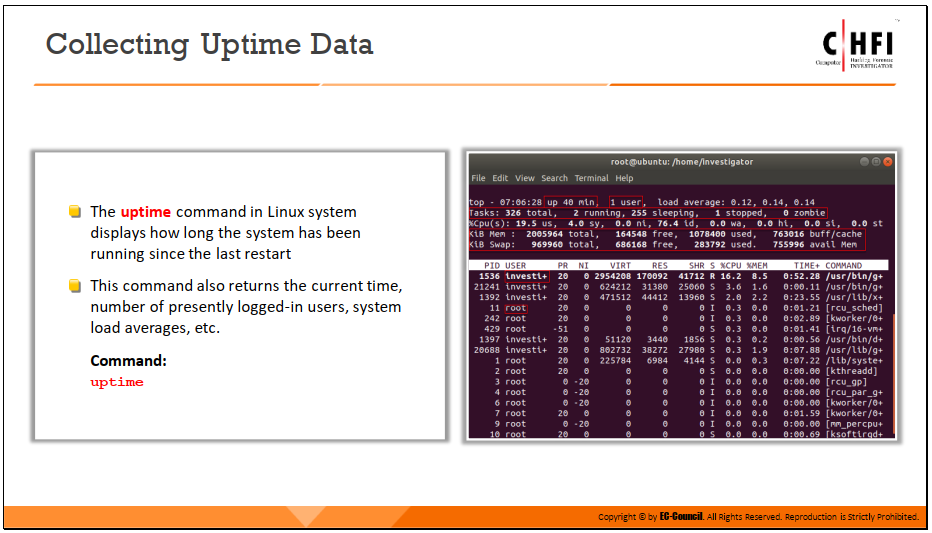 Collecting Uptime Data
C HFI
Computer Hacking Forensic
INVESTIGATOR
The uptime command in Linux system
displays how long the system has been
running since the last restart
This command also returns the current time,
number of presently logged-in users, system
load averages, etc.
Command:
uptime
root@ubuntu: /home/investigator
File Edit View Search Terminal Help
top - 07:06:28 up 40 min, 1 user, load average: 0.12, 0.14, 0.14
Tasks: 326 total, 2 running, 255 sleeping, 1 stopped, 0 zombie
%Cpu(s): 19.5 us, 4.0 sy, 0.0 ni, 76.4 id, 0.0 wa, 0.0 hi, 0.0 si, 0.0 st
KiB Mem : 2005964 total, 164548 free, 1078400 used, 763016 buff/cache
KiB Swap: 969960 total, 686168 free, 283792 used. 755996 avail Mem
PID USER PR NI VIRT RES SHR S %CPU %MEM TIME+ COMMAND
1536 investi+ 20 0 2954208 170092 41712 R 16.2 8.5 0:52.28 /usr/bin/g+
21241 investi+ 20 0 624212 31380 25060 S 3.6 1.6 0:00.11 /usr/bin/g+
1392 investi+ 20 0 471512 44412 13960 S 2.0 2.2 0:23.55 /usr/lib/x+
11 root 20 0 0 0 0 I 0.3 0.0 0:01.21 [rcu_sched]
242 root 20 0 0 0 0 I 0.3 0.0 0:02.89 [kworker/0+
429 root -51 0 0 0 0 S 0.3 0.0 0:01.41 [irq/16-vm+
1397 investi+ 20 0 51120 3440 1856 S 0.3 0.2 0:00.56 /usr/bin/d+
20688 investi+ 20 0 802732 38272 27980 S 0.3 1.9 0:07.88 /usr/lib/g+
1 root 20 0 225784 6984 4144 S 0.0 0.3 0:07.22 /lib/syste+
2 root 20 0 0 0 0 S 0.0 0.0 0:00.00 [kthreadd]
3 root 0 -20 0 0 0 I 0.0 0.0 0:00.00 [rcu_gp]
4 root 0 -20 0 0 0 I 0.0 0.0 0:00.00 [rcu_par_g+
6 root 0 -20 0 0 0 I 0.0 0.0 0:00.00 [kworker/0+
7 root 20 0 0 0 0 I 0.0 0.0 0:01.59 [kworker/0+
9 root 0 -20 0 0 0 I 0.0 0.0 0:00.00 [mm_percpu+
10 root 20 0 0 0 0 S 0.0 0.0 0:00.69 [ksoftirqd+
Copyright © by EC-Council. All Rights Reserved. Reproduction is Strictly Prohibited.